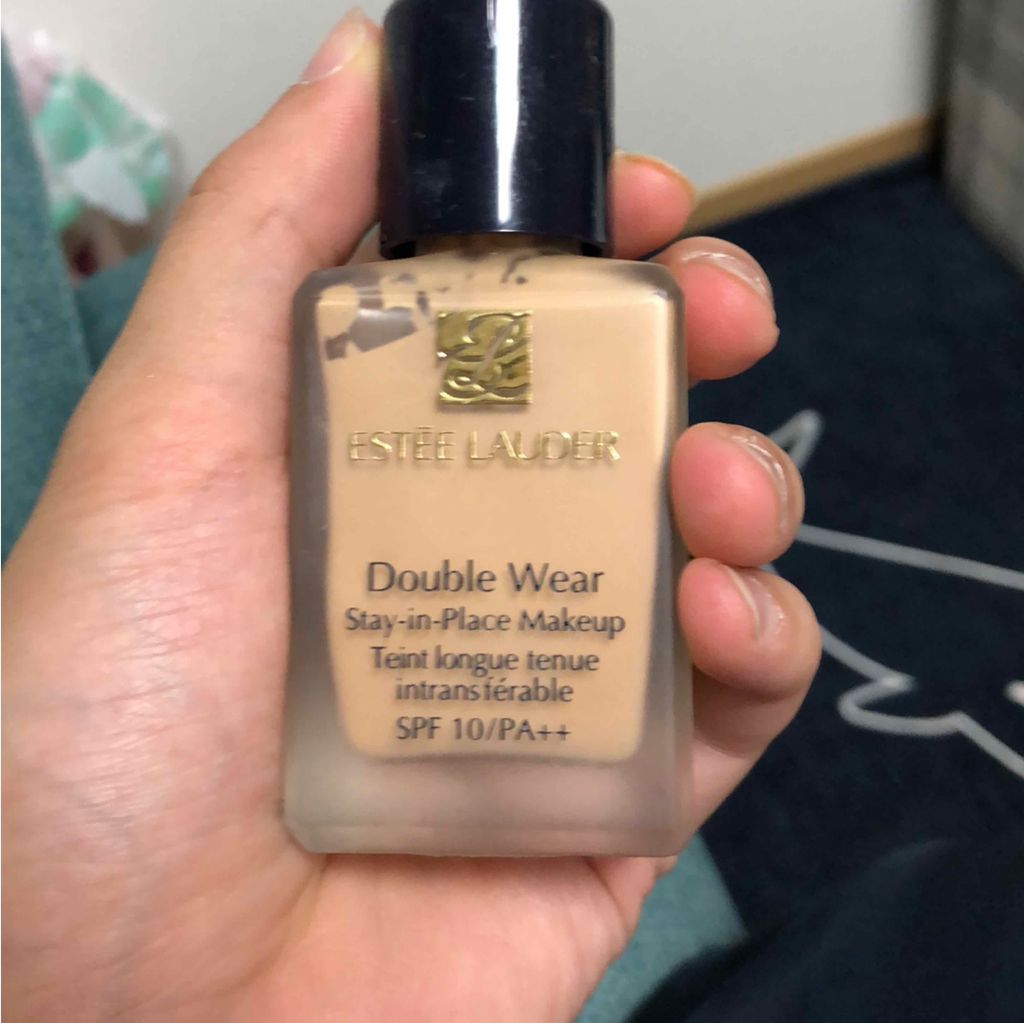 ESTĒE LAUDER
Double Wear
Stay-in-Place Makeup
Teint longue tenue
intransférable
SPF 10/PA++